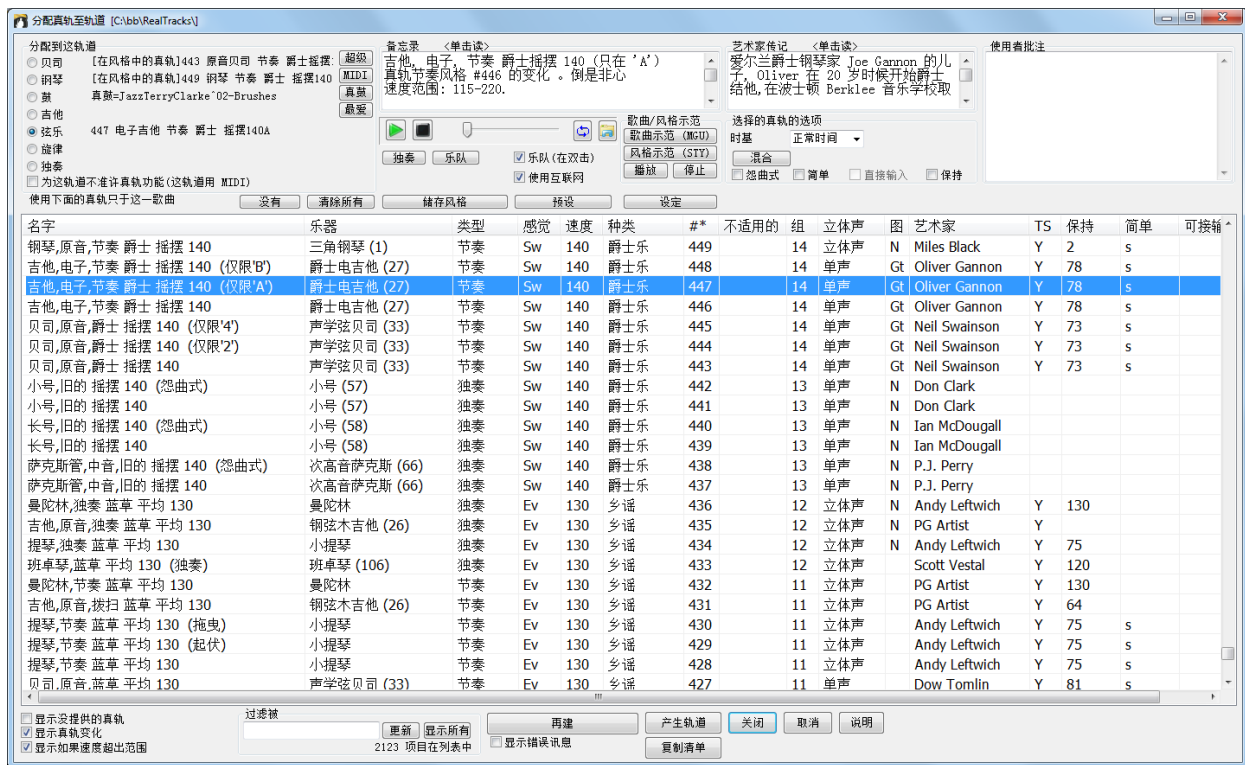 分配真轨至轨道 [C:\bb\RealTracks\]
分配到这轨道
贝司 [在风格中的真轨]443 原音贝司 节奏 爵士摇摆: 超级
钢琴 [在风格中的真轨]449 钢琴 节奏 爵士 摇摆140 MIDI
鼓 真鼓=JazzTerryClarke^02-Brushes 真鼓
吉他 最爱
弦乐 447 电子吉他 节奏 爵士 摇摆140A
旋律
独奏
为这轨道不准许真轨功能(这轨道用 MIDI)
备忘录 <单击读>
吉他, 电子, 节奏 爵士摇摆 140 (只在 'A')
真轨节奏风格 #446 的变化 。倒是非心
速度范围: 115-220.
独奏 乐队
乐队(在双击)
使用互联网
歌曲/风格示范
歌曲示范 (MGU)
风格示范 (STY)
播放 停止
艺术家传记 <单击读>
爱尔兰爵士钢琴家 Joe Gannon 的儿
子, Oliver 在 20 岁时候开始爵士
结他,在波士顿 Berklee 音乐学校取
选择的真轨的选项
时基 正常时间
混合
怨曲式 简单 直接输入 保持
使用者批注
使用下面的真轨只于这一歌曲 没有 清除所有 储存风格 预设 设定
名字 乐器 类型 感觉 速度 种类 #* 不适用的 组 立体声 图 艺术家 TS 保持 简单 可接输
钢琴,原音,节奏 爵士 摇摆 140 三角钢琴 (1) 节奏 Sw 140 爵士乐 449 14 立体声 N Miles Black Y 2 s
吉他,电子,节奏 爵士 摇摆 140 (仅限'B') 爵士电吉他 (27) 节奏 Sw 140 爵士乐 448 14 单声 Gt Oliver Gannon Y 78 s
吉他,电子,节奏 爵士 摇摆 140 (仅限'A') 爵士电吉他 (27) 节奏 Sw 140 爵士乐 447 14 单声 Gt Oliver Gannon Y 78 s
吉他,电子,节奏 爵士 摇摆 140 爵士电吉他 (27) 节奏 Sw 140 爵士乐 446 14 单声 Gt Oliver Gannon Y 78 s
贝司,原音,爵士 摇摆 140 (仅限'4') 声学弦贝司 (33) 节奏 Sw 140 爵士乐 445 14 单声 Gt Neil Swainson Y 73 s
贝司,原音,爵士 摇摆 140 (仅限'2') 声学弦贝司 (33) 节奏 Sw 140 爵士乐 444 14 单声 Gt Neil Swainson Y 73 s
贝司,原音,爵士 摇摆 140 声学弦贝司 (33) 节奏 Sw 140 爵士乐 443 14 单声 Gt Neil Swainson Y 73 s
小号,旧的 摇摆 140 (怨曲式) 小号 (57) 独奏 Sw 140 爵士乐 442 13 单声 N Don Clark
小号,旧的 摇摆 140 小号 (57) 独奏 Sw 140 爵士乐 441 13 单声 N Don Clark
长号,旧的 摇摆 140 (怨曲式) 小号 (58) 独奏 Sw 140 爵士乐 440 13 单声 N Ian McDougall
长号,旧的 摇摆 140 小号 (58) 独奏 Sw 140 爵士乐 439 13 单声 N Ian McDougall
萨克斯管,中音,旧的 摇摆 140 (怨曲式) 次高音萨克斯 (66) 独奏 Sw 140 爵士乐 438 13 单声 N P.J. Perry
萨克斯管,中音,旧的 摇摆 140 次高音萨克斯 (66) 独奏 Sw 140 爵士乐 437 13 单声 N P.J. Perry
曼陀林,独奏 蓝草 平均 130 曼陀林 独奏 Ev 130 乡谣 436 12 立体声 N Andy Leftwich Y 130
吉他,原音,独奏 蓝草 平均 130 钢弦木吉他 (26) 独奏 Ev 130 乡谣 435 12 立体声 N PG Artist Y
提琴,独奏 蓝草 平均 130 小提琴 独奏 Ev 130 乡谣 434 12 立体声 N Andy Leftwich Y 75
班卓琴,蓝草 平均 130 (独奏) 班卓琴 (106) 独奏 Ev 130 乡谣 433 12 立体声 Scott Vestal Y 120
曼陀林,节奏 蓝草 平均 130 曼陀林 节奏 Ev 130 乡谣 432 11 立体声 PG Artist Y 130
吉他,原音,拨扫 蓝草 平均 130 钢弦木吉他 (26) 节奏 Ev 130 乡谣 431 11 立体声 PG Artist Y 64
提琴,节奏 蓝草 平均 130 (拖曳) 小提琴 节奏 Ev 130 乡谣 430 11 立体声 Andy Leftwich Y 75 s
提琴,节奏 蓝草 平均 130 (起伏) 小提琴 节奏 Ev 130 乡谣 429 11 立体声 Andy Leftwich Y 75 s
提琴,节奏 蓝草 平均 130 小提琴 节奏 Ev 130 乡谣 428 11 立体声 Andy Leftwich Y 75 s
贝司,原音,蓝草 平均 130 声学弦贝司 (33) 节奏 Ev 130 乡谣 427 11 单声 Dow Tomlin Y 81 s
显示没提供的真轨
显示真轨变化
显示如果速度超出范围
过滤被
更新 显示所有
2123 项目在列表中
再建 产生轨道 关闭 取消 说明
显示错误讯息 复制清单